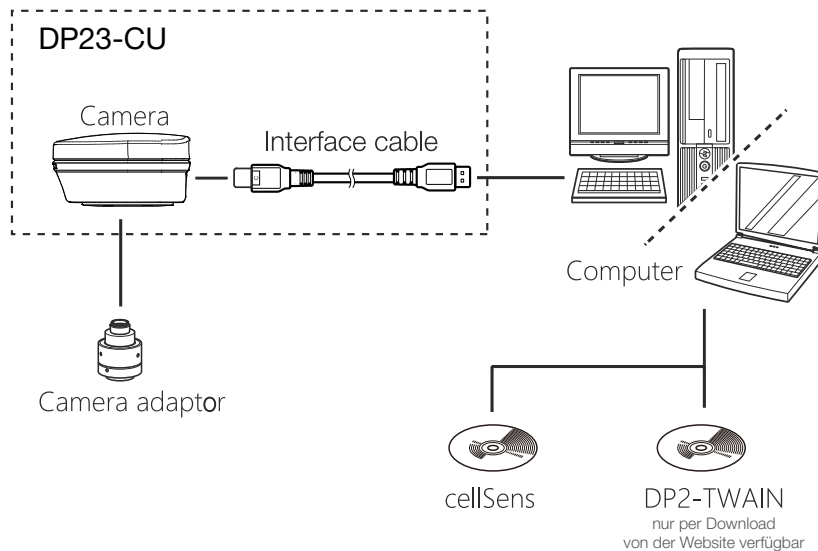 DP23-CU
Camera
Interface cable
Computer
Camera adaptor
cellSens
DP2-TWAIN
nur per Download
von der Website verfügbar